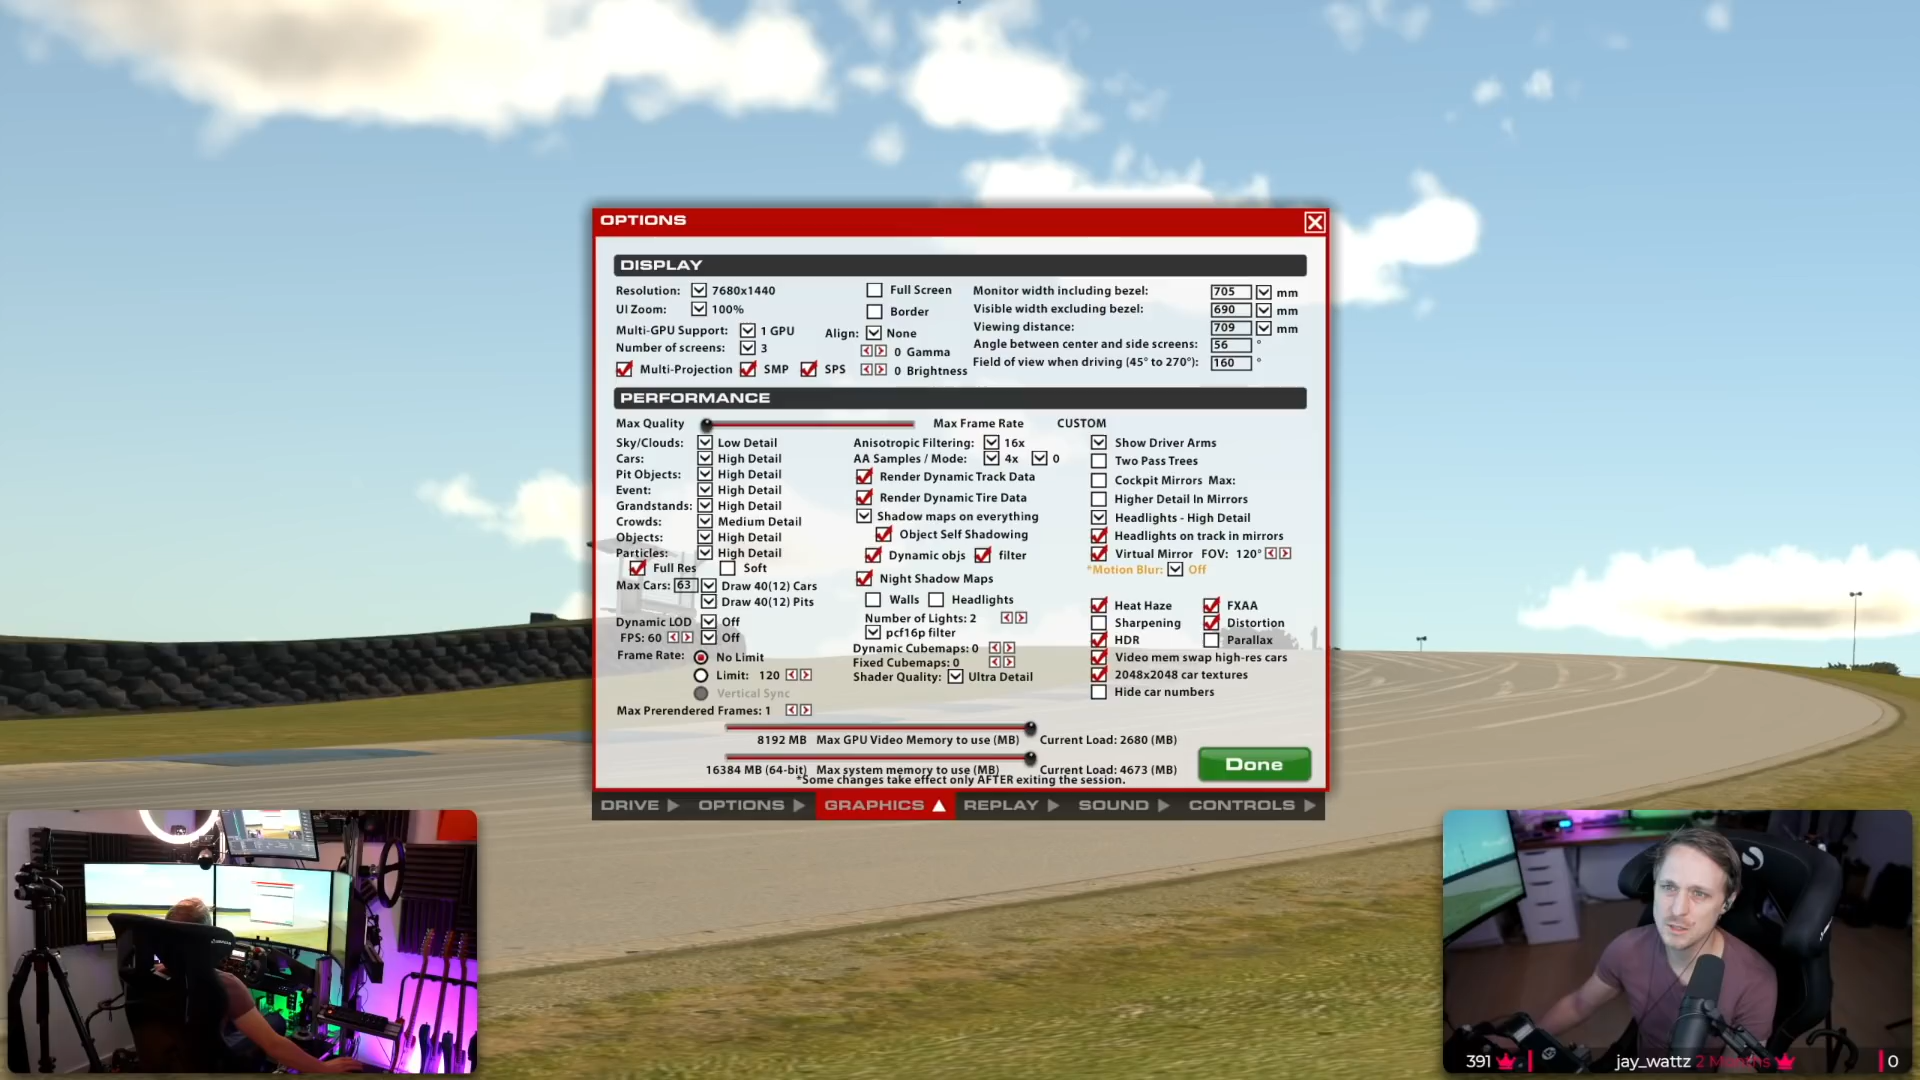 OPTIONS
DISPLAY
Resolution: 7680x1440
UI Zoom: 100%
Multi-GPU Support: 1 GPU
Number of screens: 3
Multi-Projection SMP SPS
Full Screen
Border
Align: None
0 Gamma
0 Brightness
Monitor width including bezel: 705 mm
Visible width excluding bezel: 690 mm
Viewing distance: 709 mm
Angle between center and side screens: 56 °
Field of view when driving (45° to 270°): 160 °
PERFORMANCE
Max Quality Max Frame Rate CUSTOM
Sky/Clouds: Low Detail
Cars: High Detail
Pit Objects: High Detail
Event: High Detail
Grandstands: High Detail
Crowds: Medium Detail
Objects: High Detail
Particles: High Detail
Full Res Soft
Max Cars: 63 Draw 40(12) Cars
Draw 40(12) Pits
Dynamic LOD Off
FPS: 60 Off
Frame Rate: No Limit
Limit: 120
Vertical Sync
Max Prerendered Frames: 1
Anisotropic Filtering: 16x
AA Samples / Mode: 4x 0
Render Dynamic Track Data
Render Dynamic Tire Data
Shadow maps on everything
Object Self Shadowing
Dynamic objs filter
Night Shadow Maps
Walls Headlights
Number of Lights: 2
pcf16p filter
Dynamic Cubemaps: 0
Fixed Cubemaps: 0
Shader Quality: Ultra Detail
Show Driver Arms
Two Pass Trees
Cockpit Mirrors Max:
Higher Detail In Mirrors
Headlights - High Detail
Headlights on track in mirrors
Virtual Mirror FOV: 120°
*Motion Blur: Off
Heat Haze FXAA
Sharpening Distortion
HDR Parallax
Video mem swap high-res cars
2048x2048 car textures
Hide car numbers
8192 MB Max GPU Video Memory to use (MB) Current Load: 2680 (MB)
16384 MB (64-bit) Max system memory to use (MB) Current Load: 4673 (MB)
*Some changes take effect only AFTER exiting the session.
Done
DRIVE OPTIONS GRAPHICS REPLAY SOUND CONTROLS
391 jay_wattz 2 Months 0